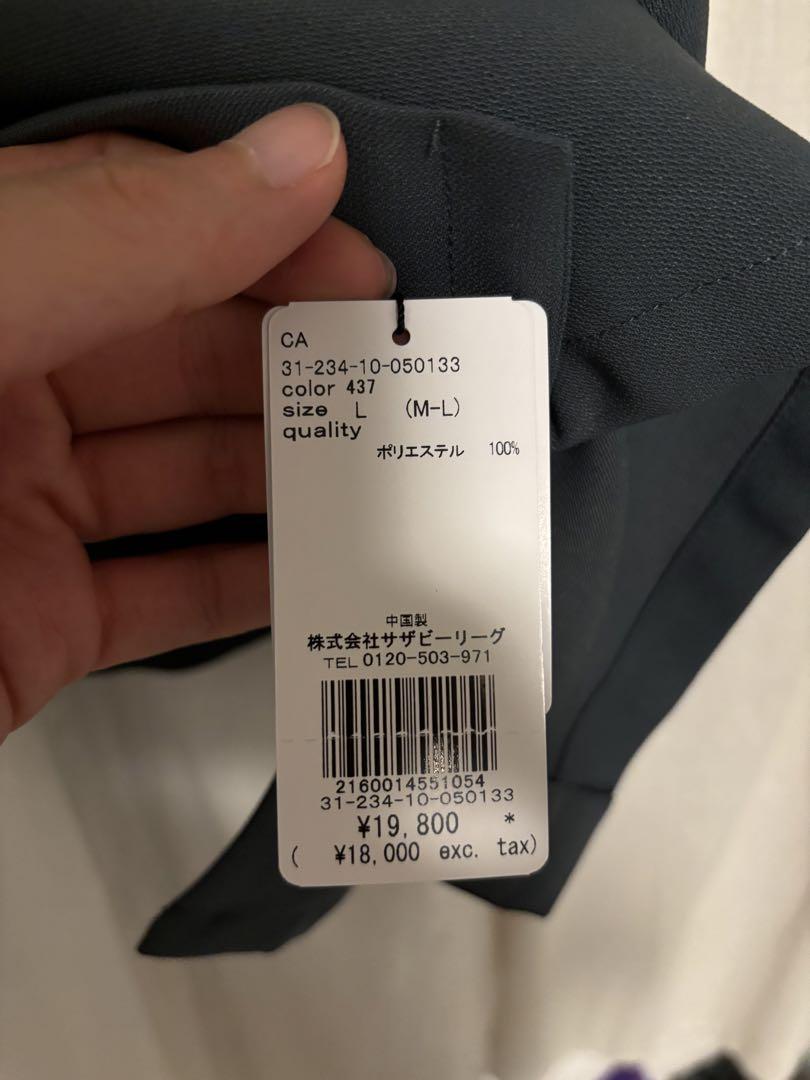 CA
31-234-10-050133
color 437
size L (M-L)
quality
ポリエステル 100%
中国製
株式会社サザビーリーグ
TEL 0120-503-971
2160014551054
31-234-10-050133
¥19,800 *
( ¥18,000 exc. tax)